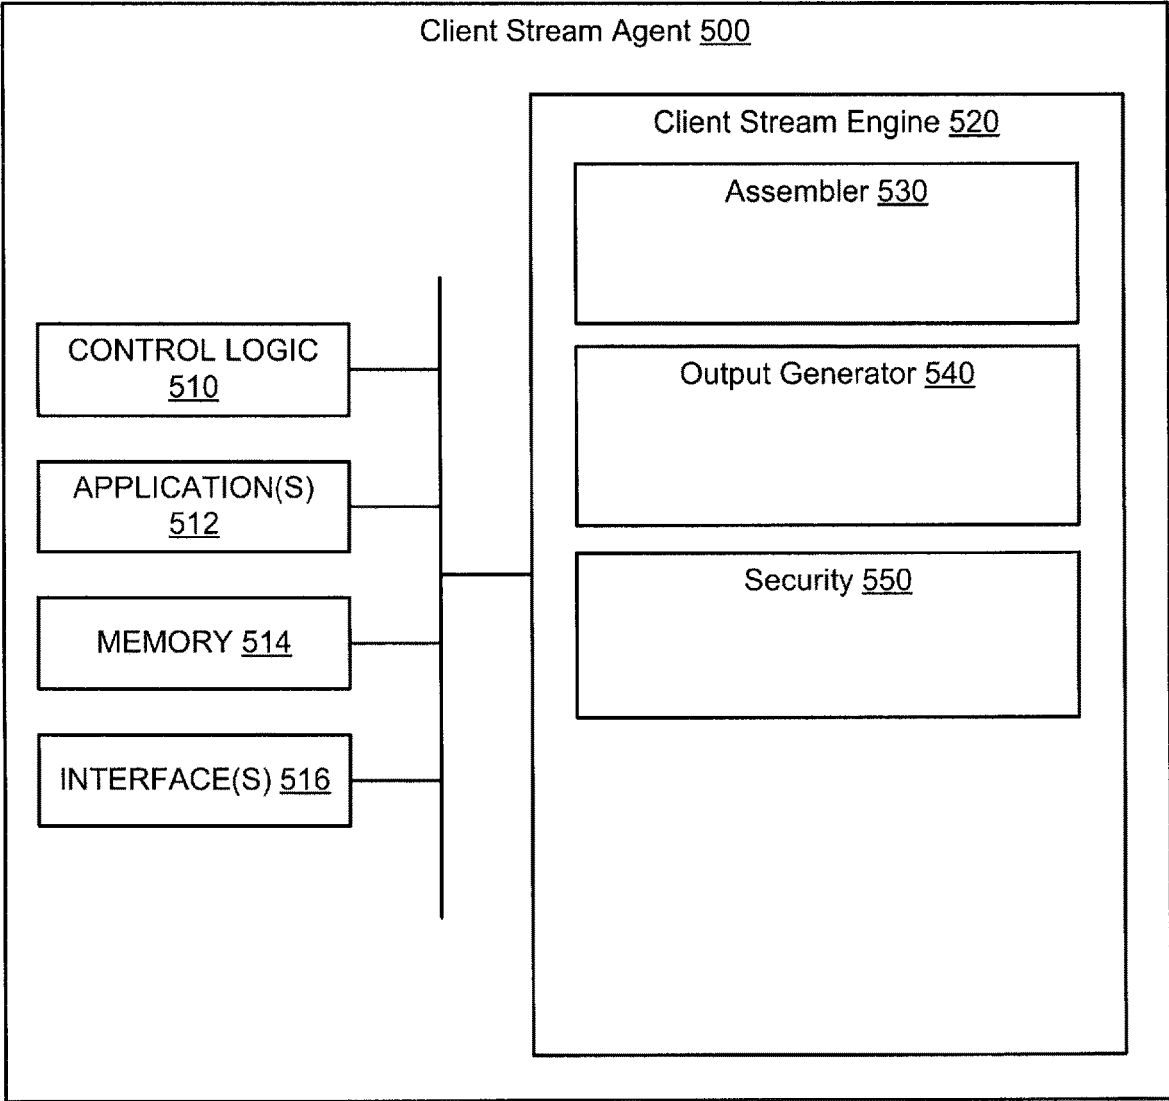 Client Stream Agent 500
Client Stream Engine 520
Assembler 530
Output Generator 540
Security 550
CONTROL LOGIC
510
APPLICATION(S)
512
MEMORY 514
INTERFACE(S) 516